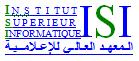 INSTITUT
SUPERIEUR
INFORMATIQUE
ISI
المعهد العالي للإعلامية